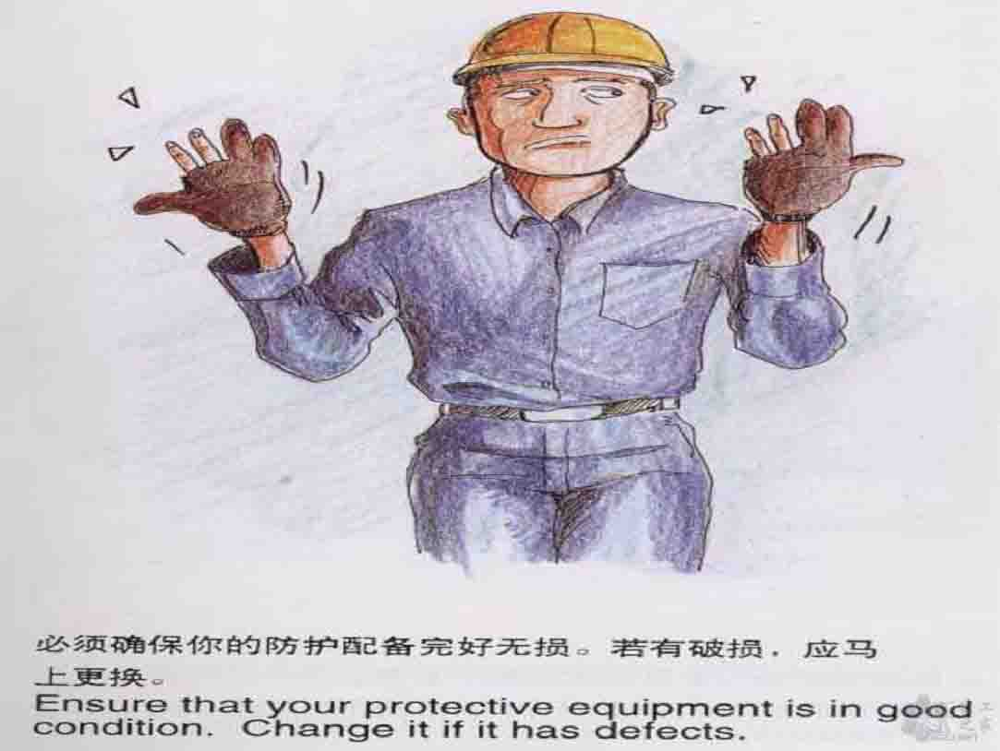 必须确保你的防护配备完好无损。若有破损，应马
上更换。
Ensure that your protective equipment is in good
condition. Change it if it has defects.